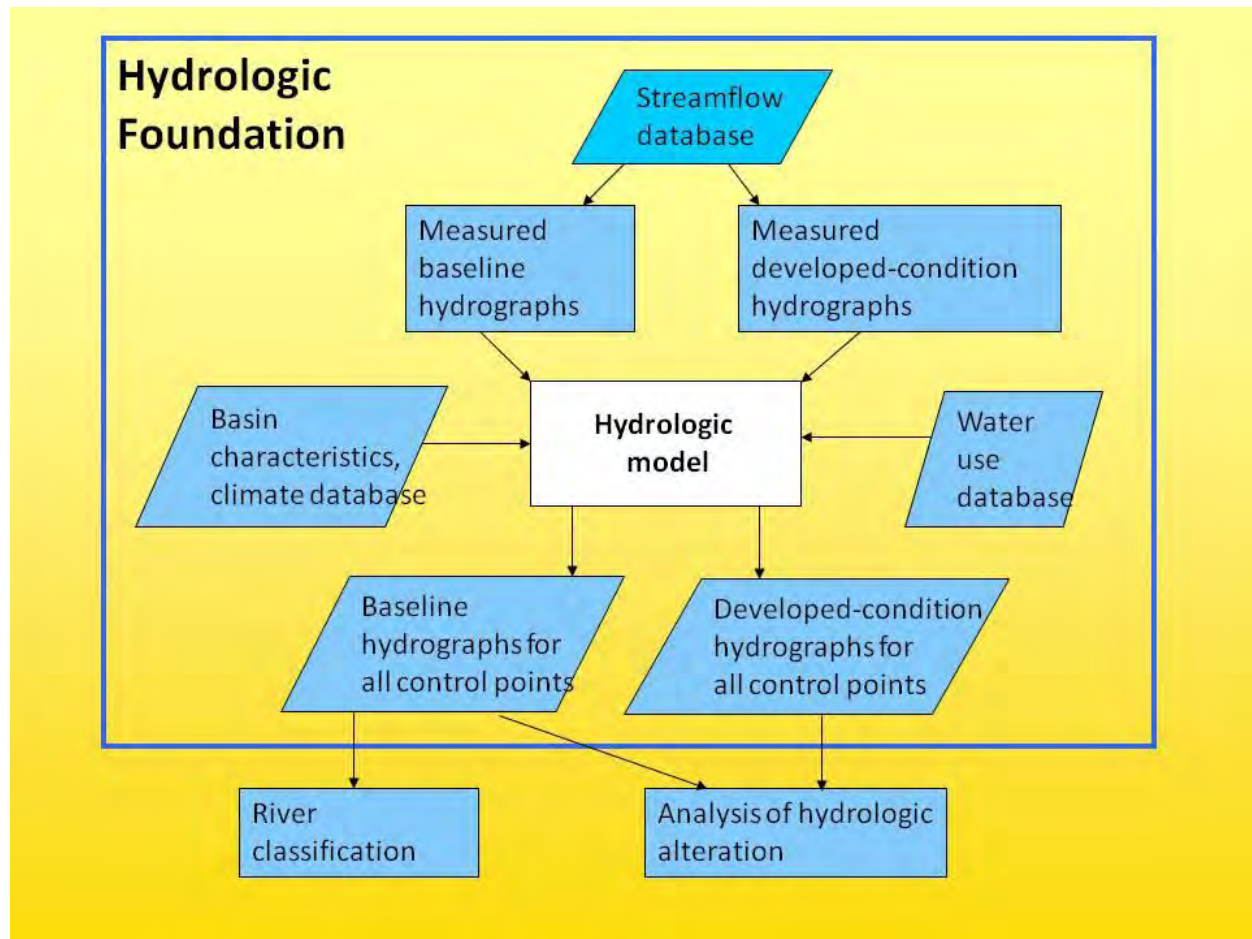 Hydrologic
Foundation
Streamflow
database
Measured
baseline
hydrographs
Measured
developed-condition
hydrographs
Basin
characteristics,
climate database
Hydrologic
model
Water
use
database
Baseline
hydrographs for
all control points
Developed-condition
hydrographs for
all control points
River
classification
Analysis of hydrologic
alteration